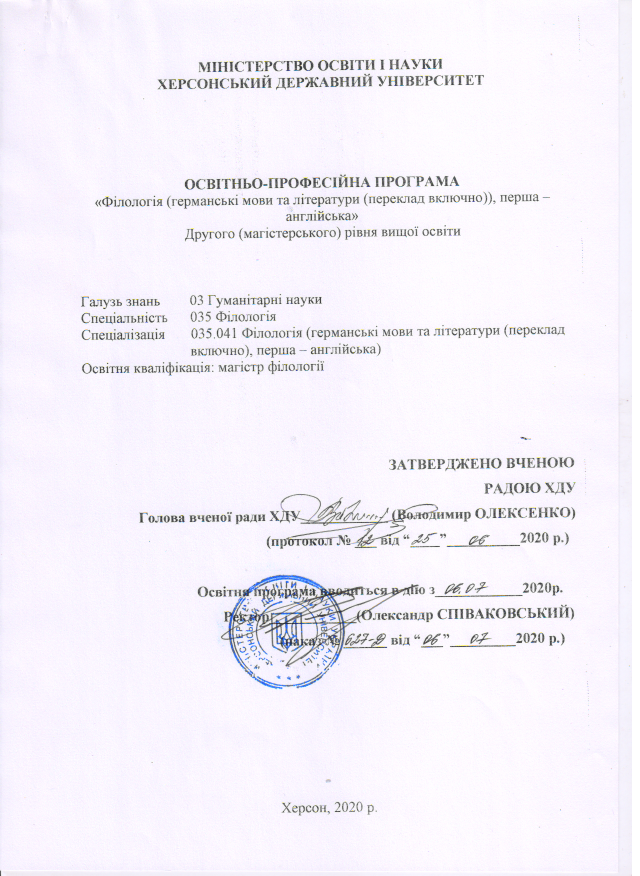 МІНІСТЕРСТВО ОСВІТИ І НАУКИ
ХЕРСОНСЬКИЙ ДЕРЖАВНИЙ УНІВЕРСИТЕТ
ОСВІТНЬО-ПРОФЕСІЙНА ПРОГРАМА
«Філологія (германські мови та літератури (переклад включно)), перша –
англійська»
Другого (магістерського) рівня вищої освіти
Галузь знань 03 Гуманітарні науки
Спеціальність 035 Філологія
Спеціалізація 035.041 Філологія (германські мови та літератури (переклад
включно), перша – англійська)
Освітня кваліфікація: магістр філології
ЗАТВЕРДЖЕНО ВЧЕНОЮ
РАДОЮ ХДУ
Голова вченої ради ХДУ (Володимир ОЛЕКСЕНКО)
(протокол № 12 від “ 25 ” 06 2020 р.)
Освітня програма вводиться в дію з 06.07 2020р.
Ректор (Олександр СПІВАКОВСЬКИЙ)
(наказ № 627-Д від “ 06 ” 07 2020 р.)
Херсон, 2020 р.